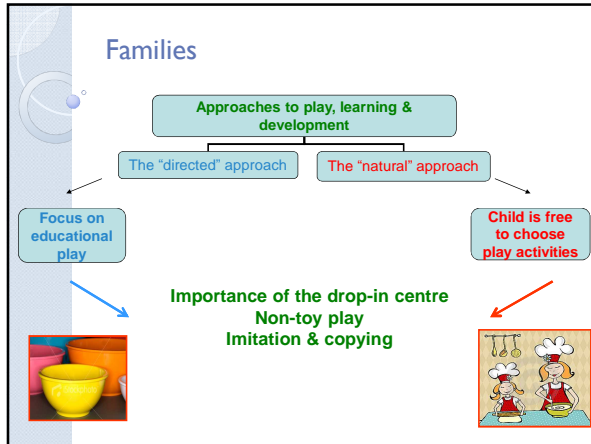 Families
Approaches to play, learning &
development
The “directed” approach
The “natural” approach
Focus on
educational
play
Child is free
to choose
play activities
Importance of the drop-in centre
Non-toy play
Imitation & copying